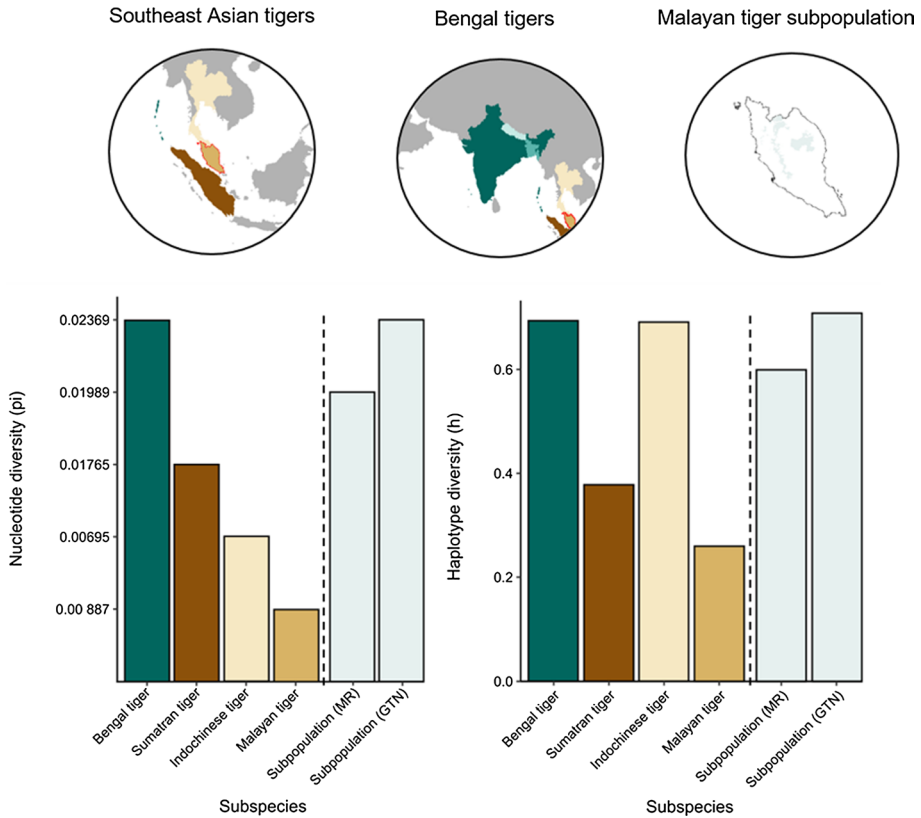 Southeast Asian tigers
Bengal tigers
Malayan tiger subpopulation
Nucleotide diversity (pi)
0.02369
0.01989
0.01765
0.00695
0.00 887
Bengal tiger
Sumatran tiger
Indochinese tiger
Malayan tiger
Subpopulation (MR)
Subpopulation (GTN)
Subspecies
Haplotype diversity (h)
0.6
0.4
0.2
0.0
Bengal tiger
Sumatran tiger
Indochinese tiger
Malayan tiger
Subpopulation (MR)
Subpopulation (GTN)
Subspecies